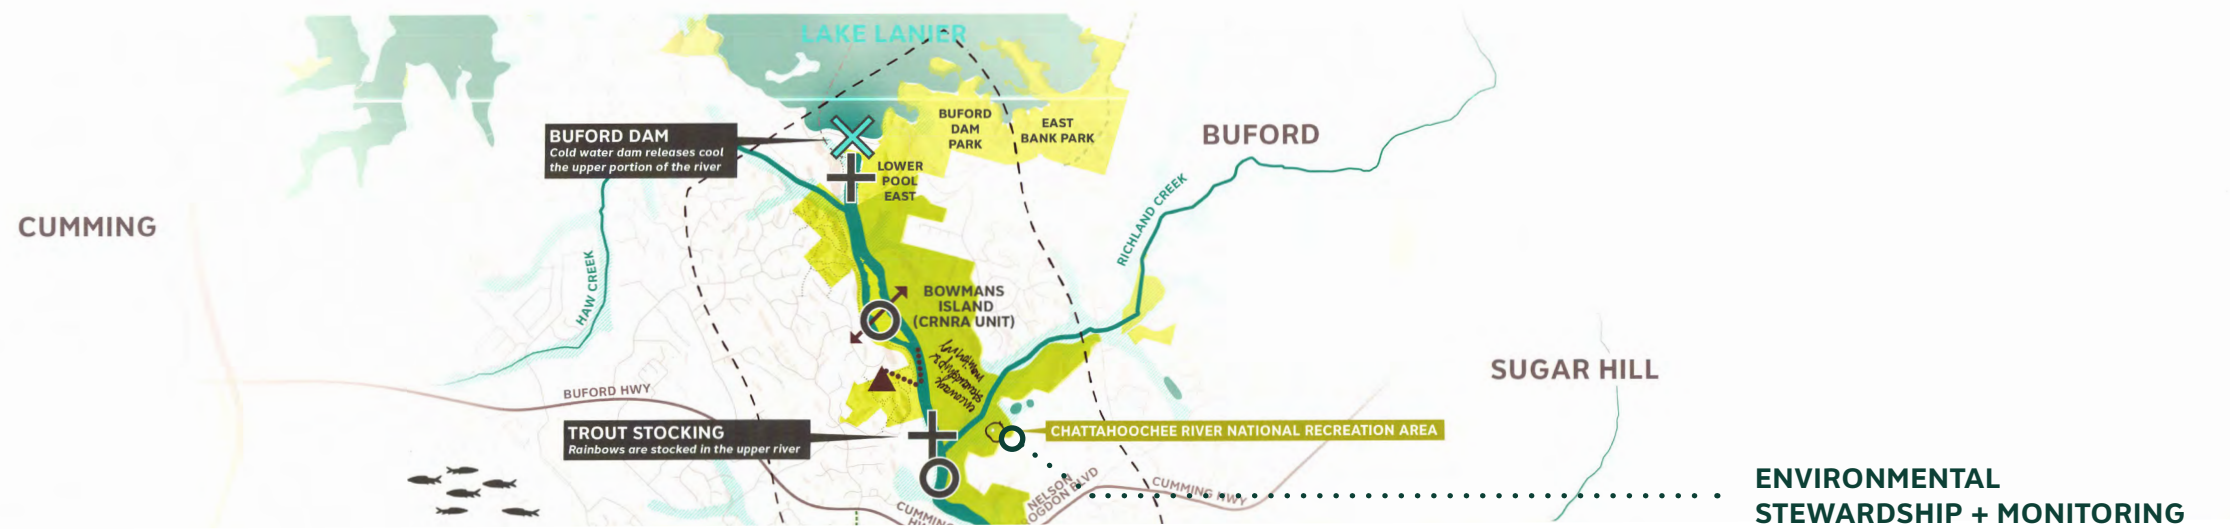 LAKE LANIER
BUFORD DAM
Cold water dam releases cool
the upper portion of the river
BUFORD
DAM
PARK
EAST
BANK PARK
BUFORD
LOWER
POOL
EAST
CUMMING
RICHLAND CREEK
HAW CREEK
BOWMANS
ISLAND
(CRNRA UNIT)
SUGAR HILL
BUFORD HWY
TROUT STOCKING
Rainbows are stocked in the upper river
CHATTAHOOCHEE RIVER NATIONAL RECREATION AREA
NELSON
BLVD
CUMMING HWY
CUMMING
ENVIRONMENTAL
STEWARDSHIP + MONITORING